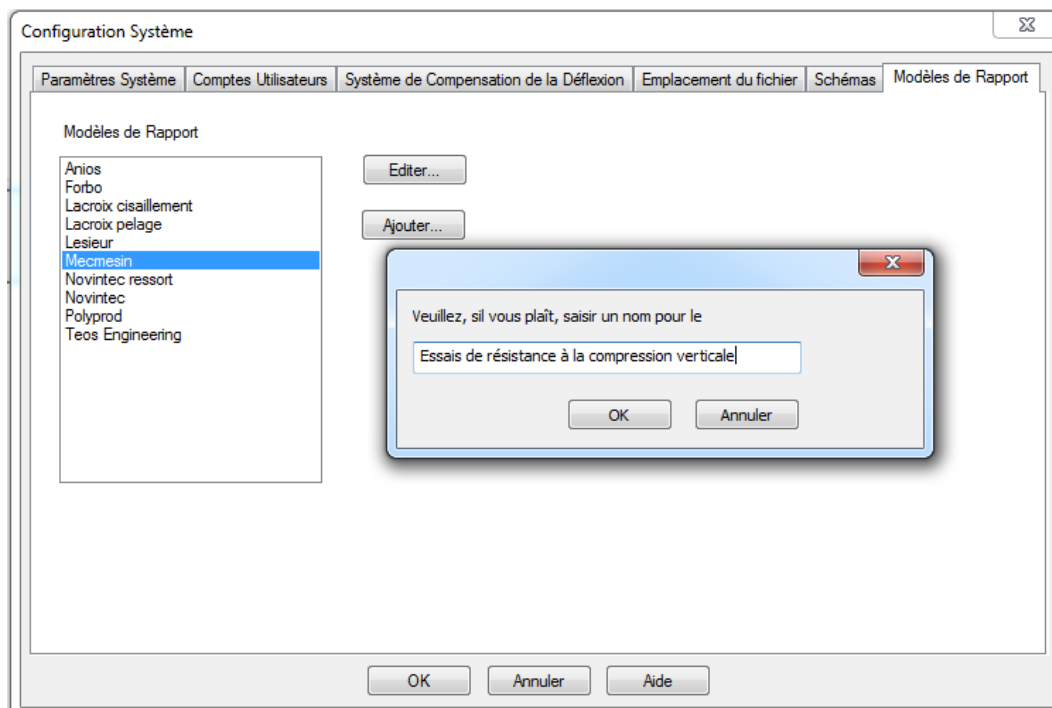 Configuration Système
Paramètres Système Comptes Utilisateurs Système de Compensation de la Déflexion Emplacement du fichier Schémas Modèles de Rapport
Modèles de Rapport
Anios
Forbo
Lacroix cisaillement
Lacroix pelage
Lesieur
Mecmesin
Novintec ressort
Novintec
Polyprod
Teos Engineering
Editer...
Ajouter...
Veuillez, sil vous plaît, saisir un nom pour le
Essais de résistance à la compression verticale
OK Annuler
OK Annuler Aide